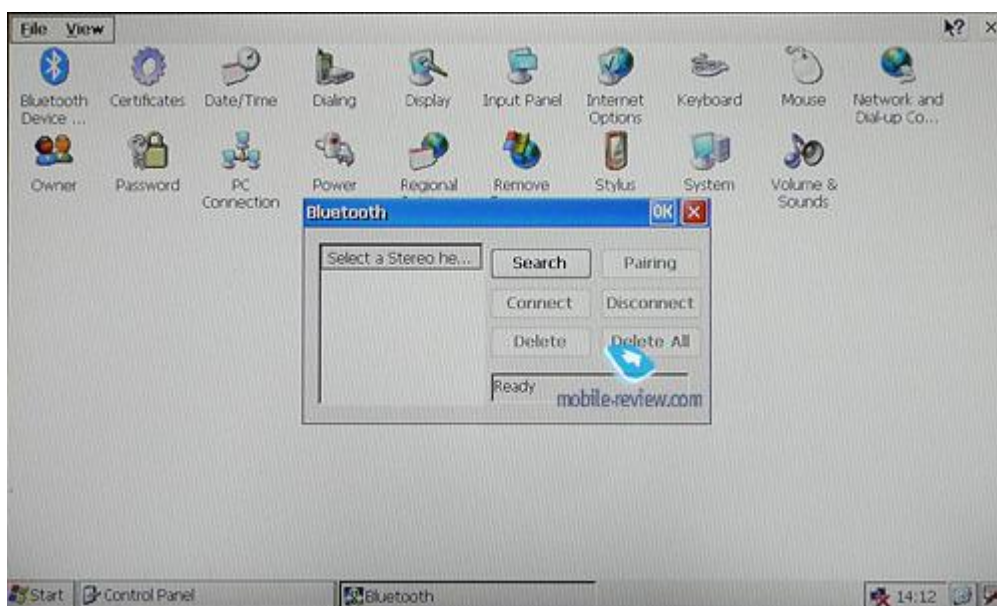 File View
Bluetooth Certificates Date/Time Dialing Display Input Panel Internet Keyboard Mouse Network and
Device ... Options Dial-up Co...
Owner Password PC Power Regional Remove Stylus System Volume &
Connection Sounds
Bluetooth OK
Select a Stereo he... Search Pairing
Connect Disconnect
Delete Delete All
Ready
mobile-review.com
Start Control Panel Bluetooth 14:12